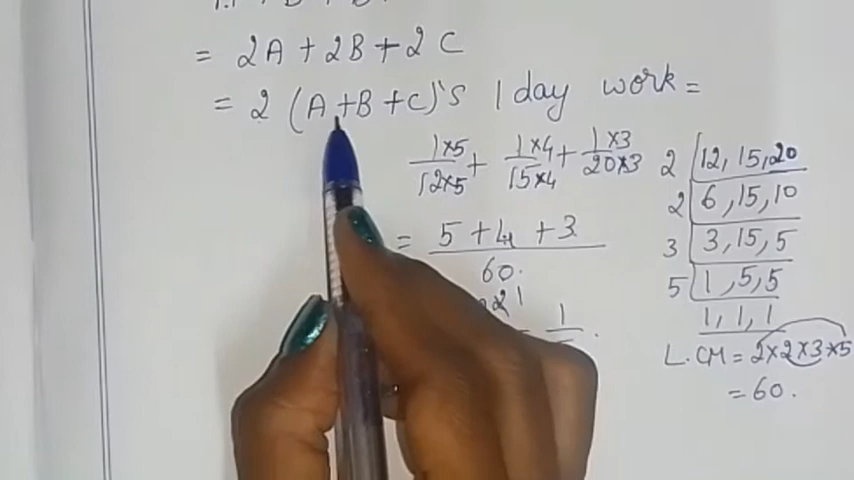 = 2A + 2B + 2C
= 2 (A+B+C)'s 1 day work =
1×5/12×5 + 1×4/15×4 + 1×3/20×3
= 5+4+3/60.
1/
2 | 12, 15, 20
2 | 6, 15, 10
3 | 3, 15, 5
5 | 1, 5, 5
1, 1, 1
L.CM = 2×2×3×5
= 60.